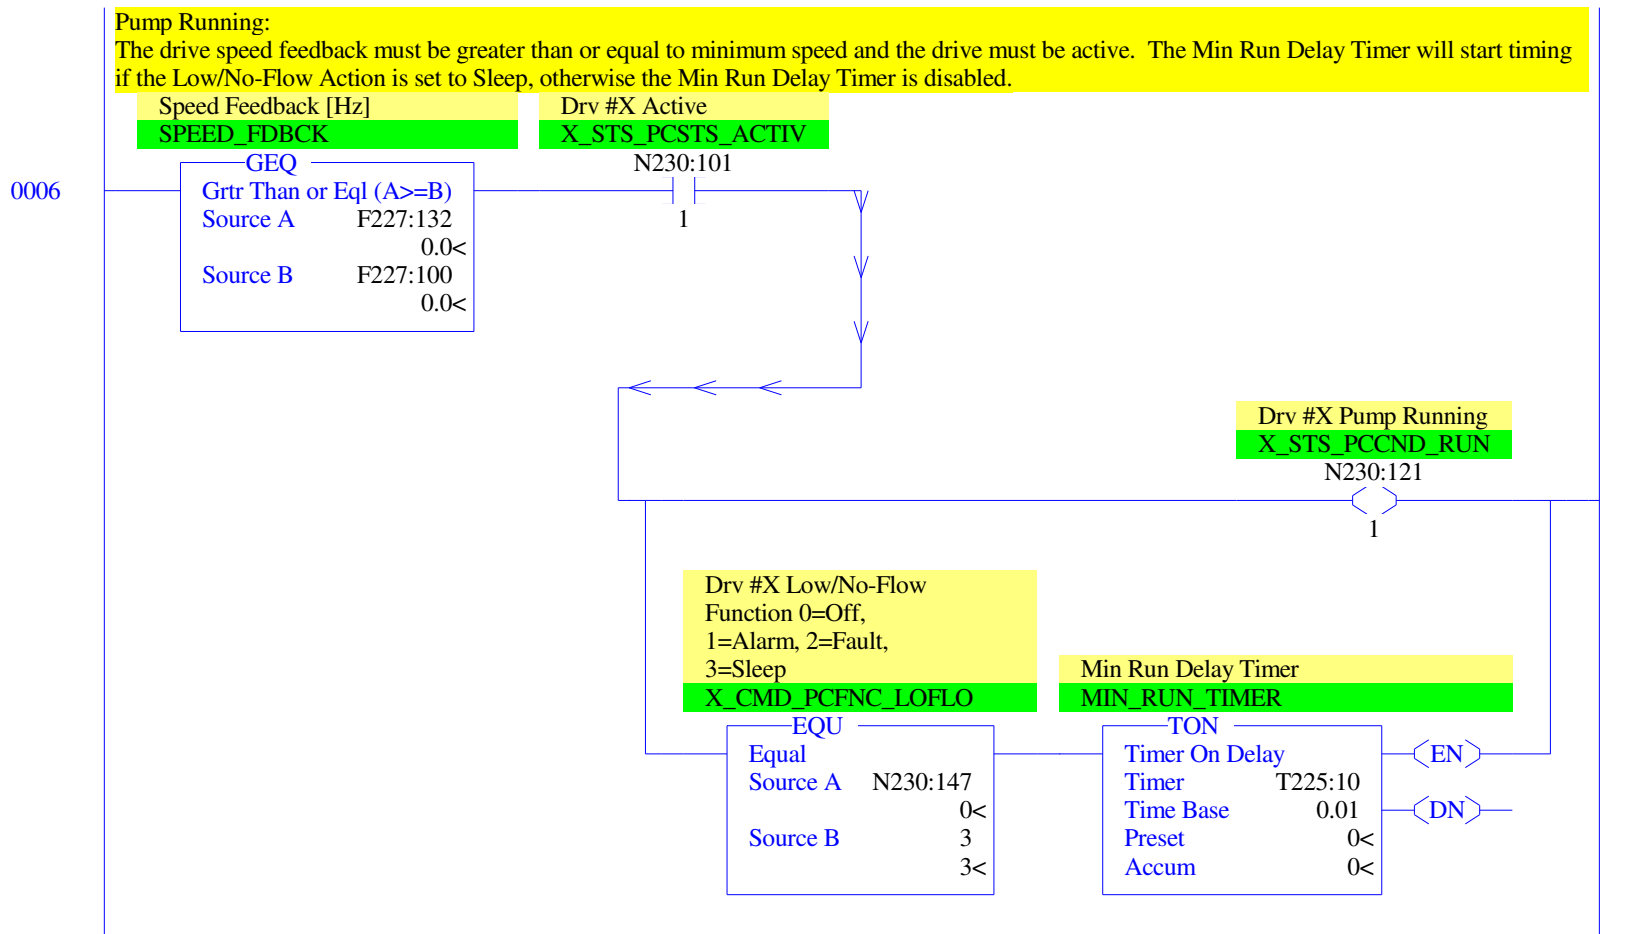 Pump Running:
The drive speed feedback must be greater than or equal to minimum speed and the drive must be active.  The Min Run Delay Timer will start timing
if the Low/No-Flow Action is set to Sleep, otherwise the Min Run Delay Timer is disabled.
Speed Feedback [Hz]
SPEED_FDBCK
Drv #X Active
X_STS_PCSTS_ACTIV
N230:101
1
0006
GEQ
Grtr Than or Eql (A>=B)
Source A F227:132
0.0<
Source B F227:100
0.0<
Drv #X Pump Running
X_STS_PCCND_RUN
N230:121
1
Drv #X Low/No-Flow
Function 0=Off,
1=Alarm, 2=Fault,
3=Sleep
X_CMD_PCFNC_LOFLO
EQU
Equal
Source A N230:147
0<
Source B 3
3<
Min Run Delay Timer
MIN_RUN_TIMER
TON
Timer On Delay
Timer T225:10
Time Base 0.01
Preset 0<
Accum 0<
EN
DN